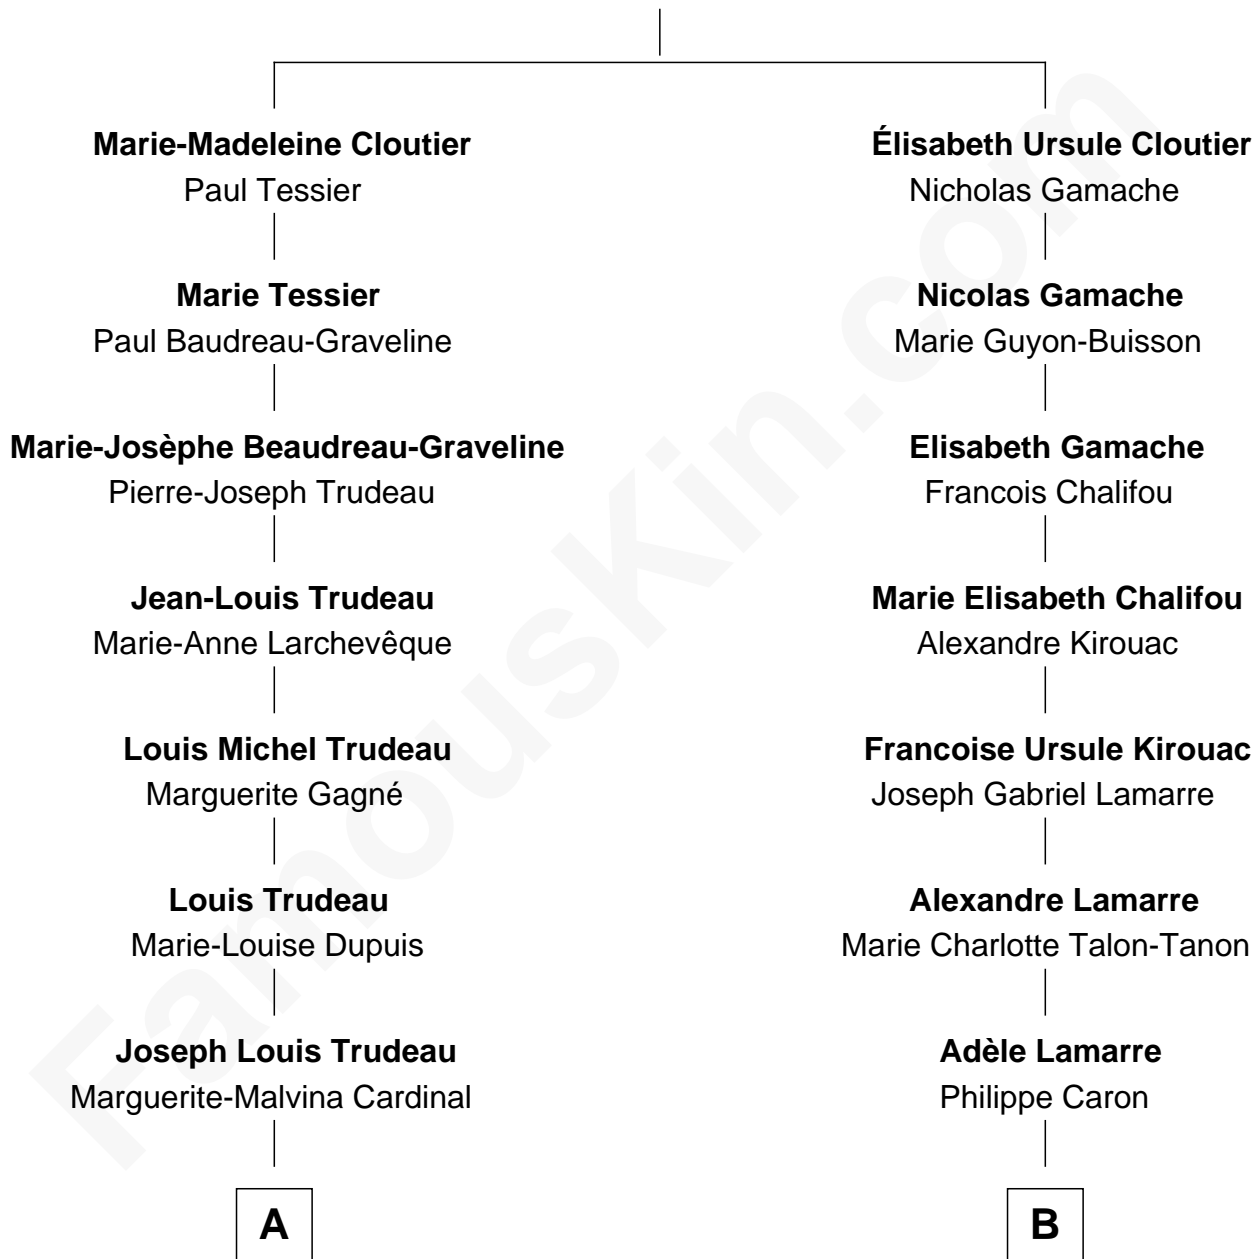 Marie-Madeleine Cloutier
Paul Tessier
Élisabeth Ursule Cloutier
Nicholas Gamache
Marie Tessier
Paul Baudreau-Graveline
Nicolas Gamache
Marie Guyon-Buisson
Marie-Josèphe Beaudreau-Graveline
Pierre-Joseph Trudeau
Elisabeth Gamache
Francois Chalifou
Jean-Louis Trudeau
Marie-Anne Larchevêque
Marie Elisabeth Chalifou
Alexandre Kirouac
Louis Michel Trudeau
Marguerite Gagné
Francoise Ursule Kirouac
Joseph Gabriel Lamarre
Louis Trudeau
Marie-Louise Dupuis
Alexandre Lamarre
Marie Charlotte Talon-Tanon
Joseph Louis Trudeau
Marguerite-Malvina Cardinal
Adèle Lamarre
Philippe Caron
A
B
FamousKin.com